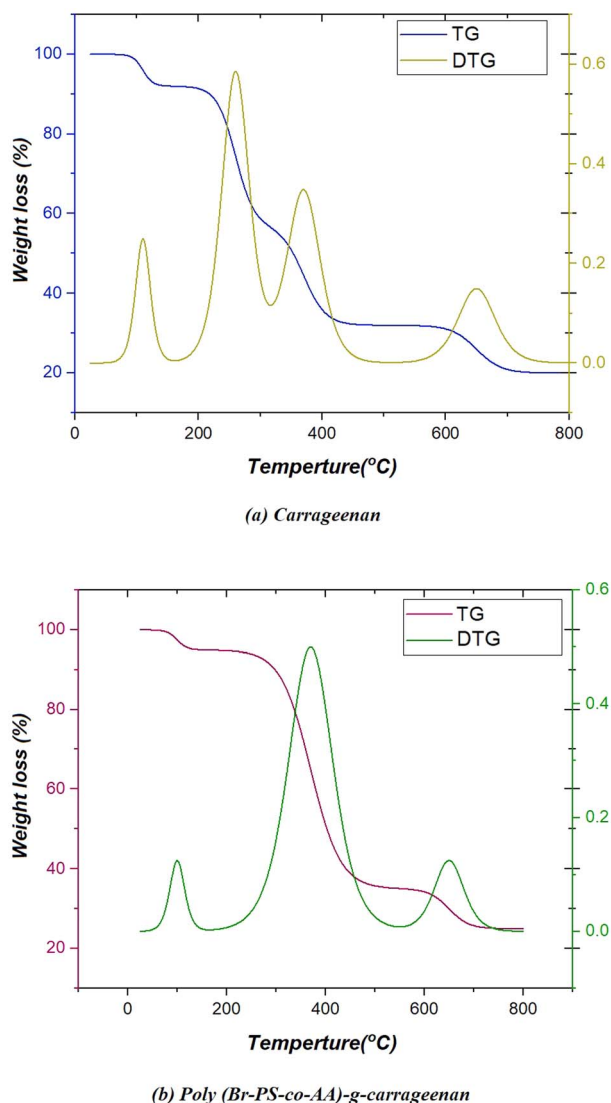 TG
DTG
100
80
60
40
20
0.6
0.4
0.2
0.0
Weight loss (%)
0 200 400 600 800
Temperture(°C)
(a) Carrageenan
TG
DTG
100
80
60
40
20
0.6
0.4
0.2
0.0
Weight loss (%)
0 200 400 600 800
Temperture(°C)
(b) Poly (Br-PS-co-AA)-g-carrageenan